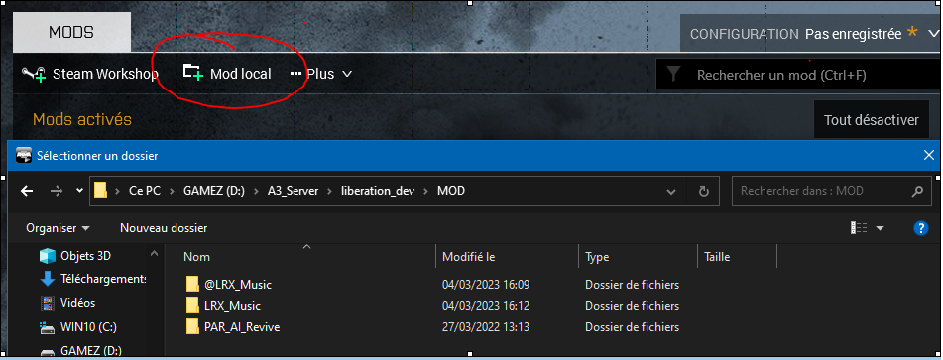 MODS
CONFIGURATION Pas enregistrée *
Steam Workshop Mod local Plus Rechercher un mod (Ctrl+F)
Mods activés Tout désactiver
Sélectionner un dossier
Ce PC > GAMEZ (D:) > A3_Server > liberation_dev > MOD Rechercher dans : MOD
Organiser Nouveau dossier
Objets 3D Nom Modifié le Type Taille
Téléchargements @LRX_Music 04/03/2023 16:09 Dossier de fichiers
Vidéos LRX_Music 04/03/2023 16:12 Dossier de fichiers
WIN10 (C:) PAR_AI_Revive 27/03/2022 13:13 Dossier de fichiers
GAMEZ (D:)